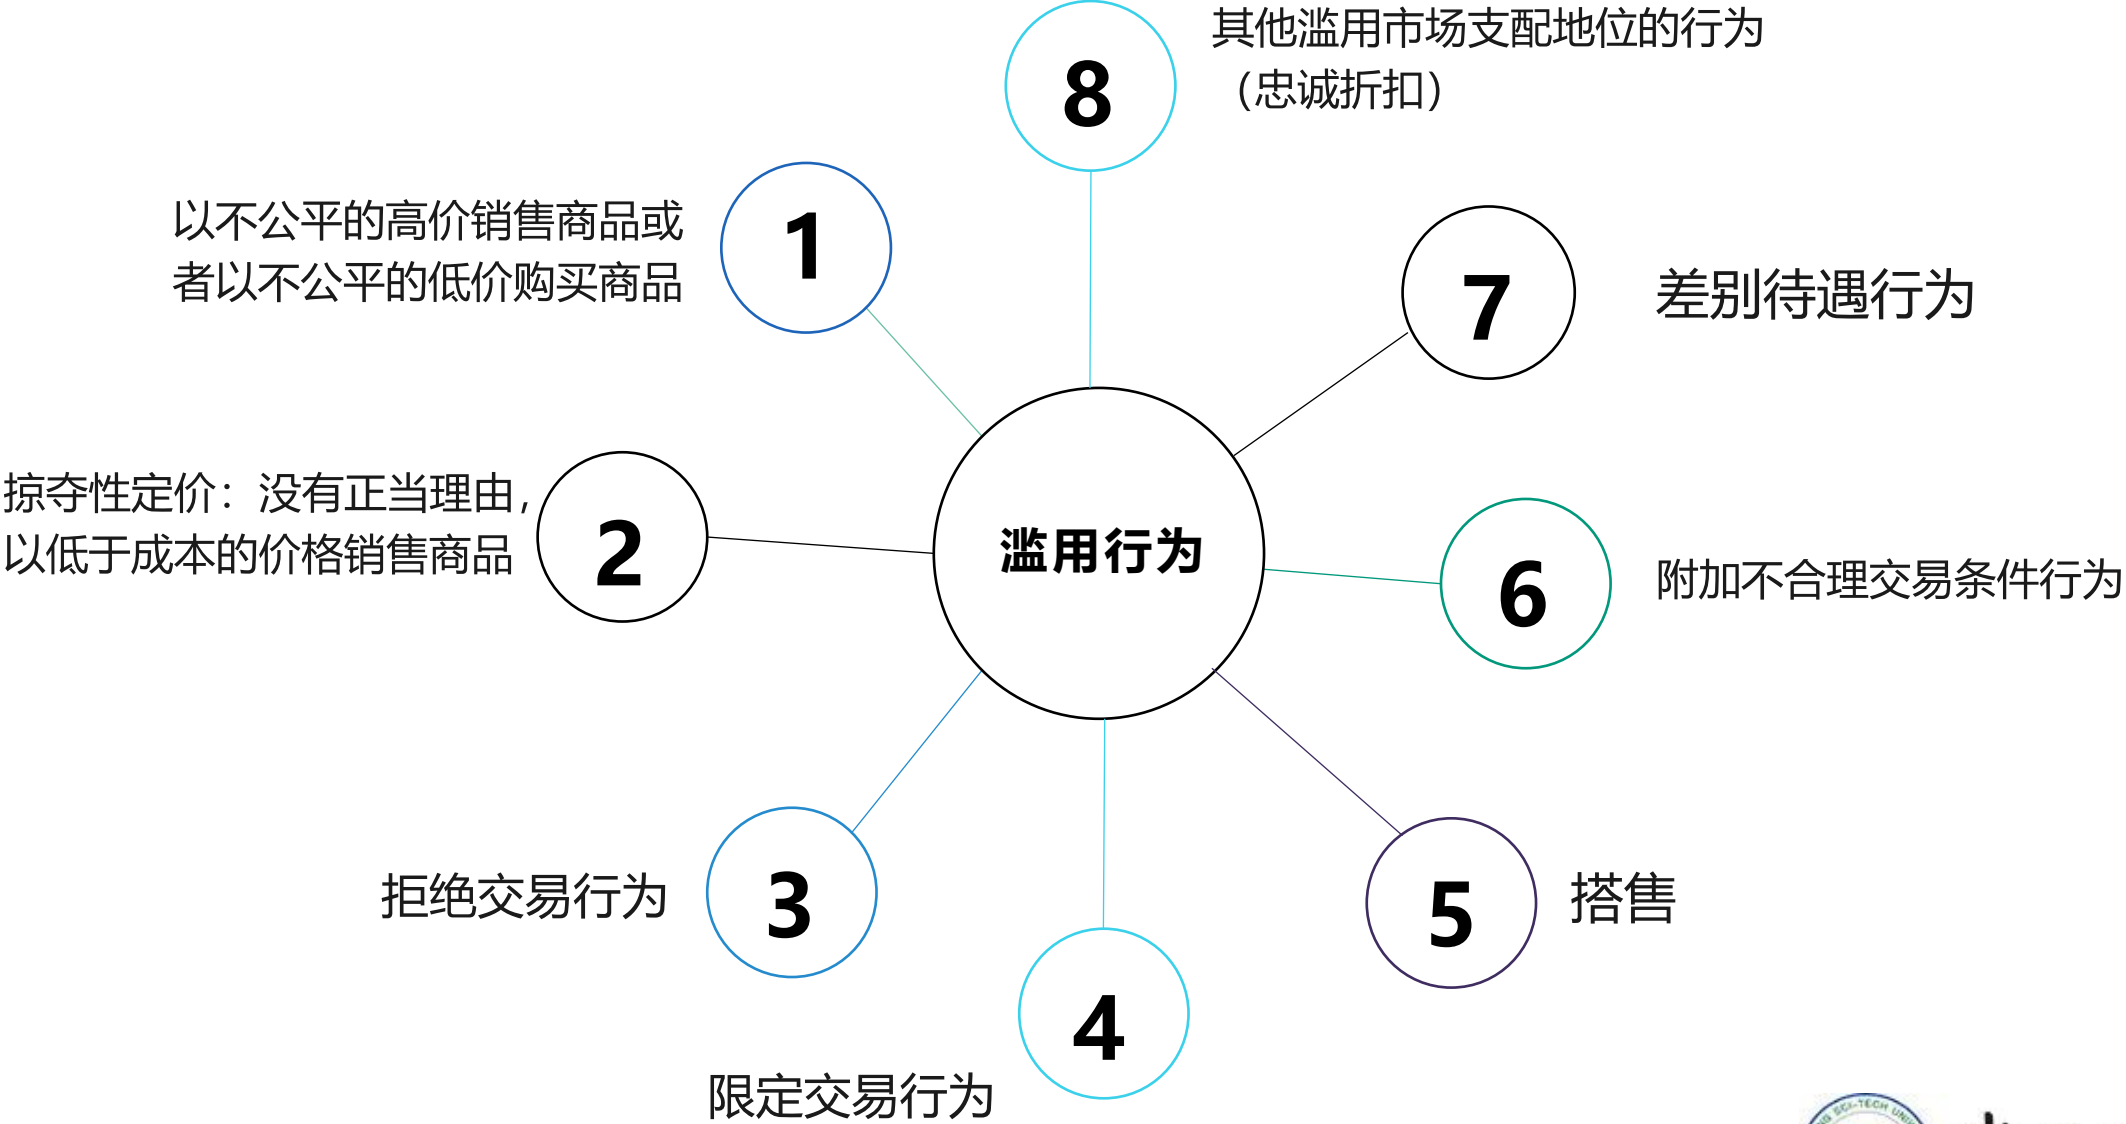 8
其他滥用市场支配地位的行为
（忠诚折扣）
1
以不公平的高价销售商品或
者以不公平的低价购买商品
7
差别待遇行为
2
掠夺性定价：没有正当理由，
以低于成本的价格销售商品
滥用行为
6
附加不合理交易条件行为
3
拒绝交易行为
5
搭售
4
限定交易行为
SCI-TECH